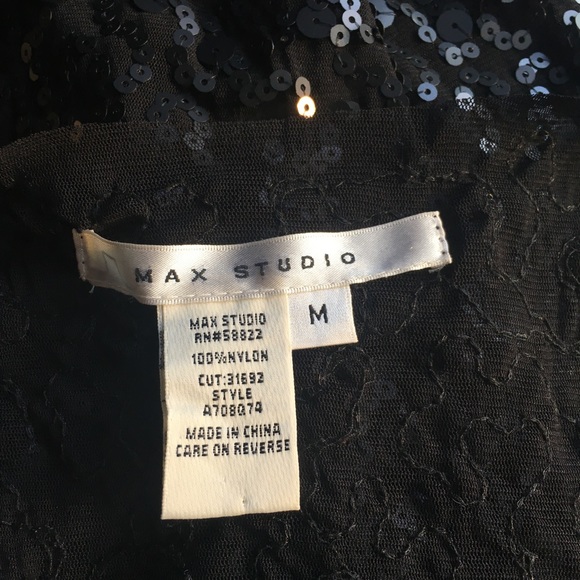 MAX STUDIO
M
MAX STUDIO
RN#58822
100%NYLON
CUT:31692
STYLE
A708Q74
MADE IN CHINA
CARE ON REVERSE